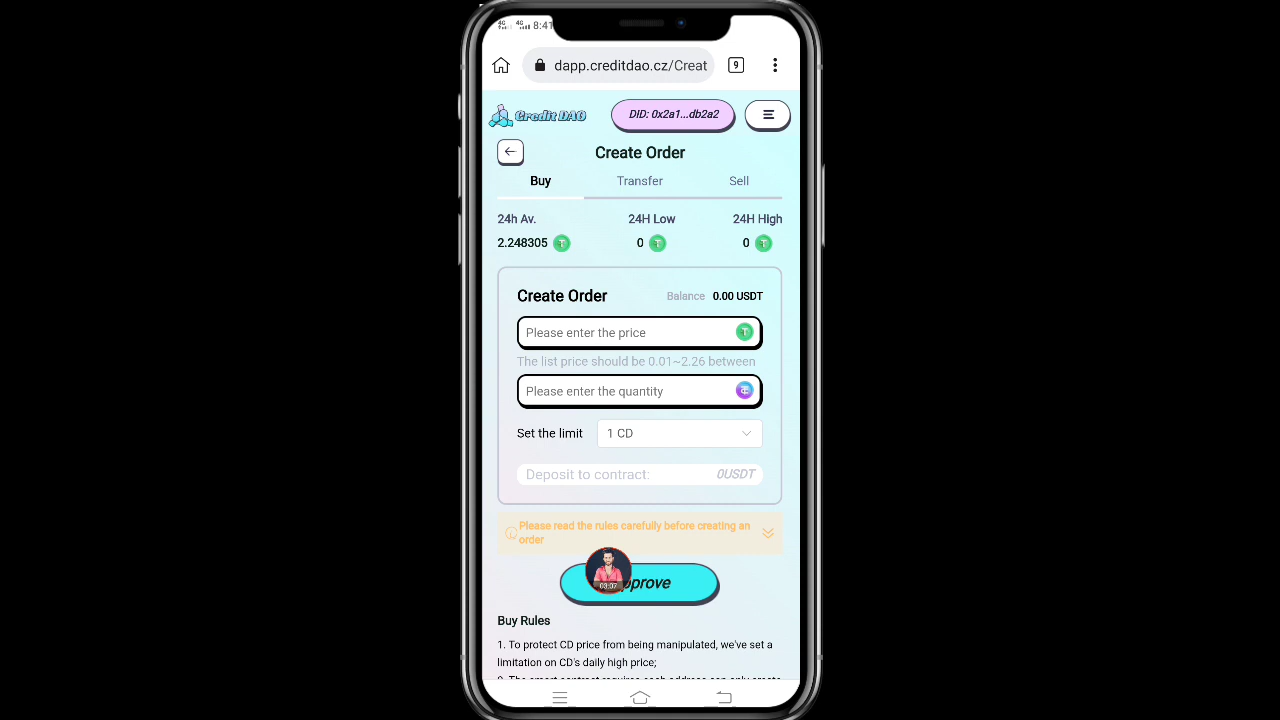 4G 4G 8:41
dapp.creditdao.cz/Creat
9
Credit DAO
DID: 0x2a1...db2a2
Create Order
Buy Transfer Sell
24h Av. 24H Low 24H High
2.248305 0 0
Create Order Balance 0.00 USDT
Please enter the price
The list price should be 0.01~2.26 between
Please enter the quantity
Set the limit 1 CD
Deposit to contract: 0USDT
Please read the rules carefully before creating an
order
03:07
Buy Rules
1. To protect CD price from being manipulated, we've set a
limitation on CD's daily high price;